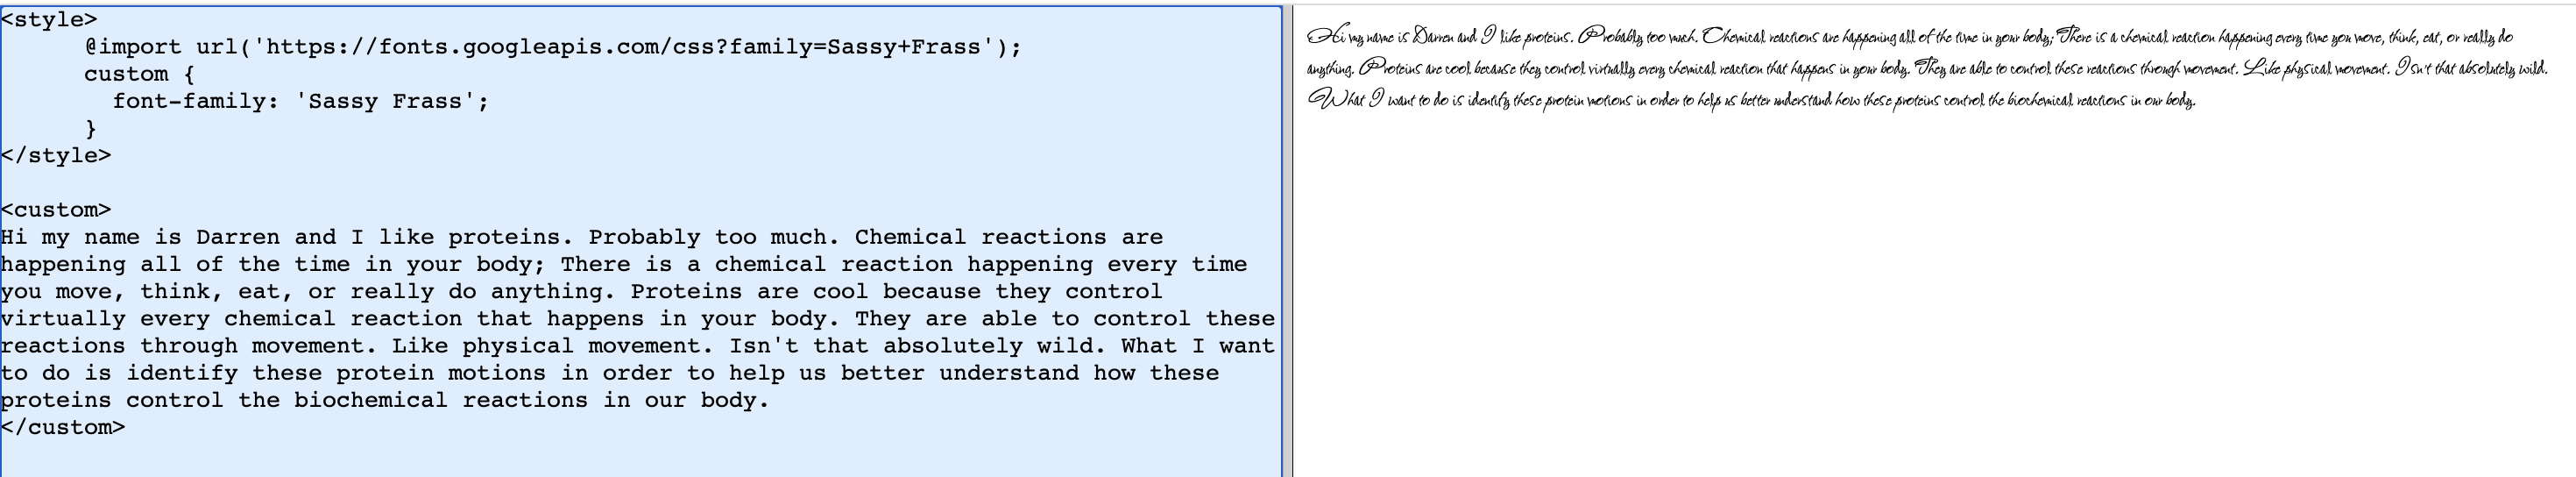 <style>
@import url('https://fonts.googleapis.com/css?family=Sassy+Frass');
custom {
font-family: 'Sassy Frass';
}
</style>
<custom>
Hi my name is Darren and I like proteins. Probably too much. Chemical reactions are
happening all of the time in your body; There is a chemical reaction happening every time
you move, think, eat, or really do anything. Proteins are cool because they control
virtually every chemical reaction that happens in your body. They are able to control these
reactions through movement. Like physical movement. Isn't that absolutely wild. What I want
to do is identify these protein motions in order to help us better understand how these
proteins control the biochemical reactions in our body.
</custom>
Hi my name is Darren and I like proteins. Probably too much. Chemical reactions are happening all of the time in your body; There is a chemical reaction happening every time you move, think, eat, or really do
anything. Proteins are cool because they control virtually every chemical reaction that happens in your body. They are able to control these reactions through movement. Like physical movement. Isn't that absolutely wild.
What I want to do is identify these protein motions in order to help us better understand how these proteins control the biochemical reactions in our body.